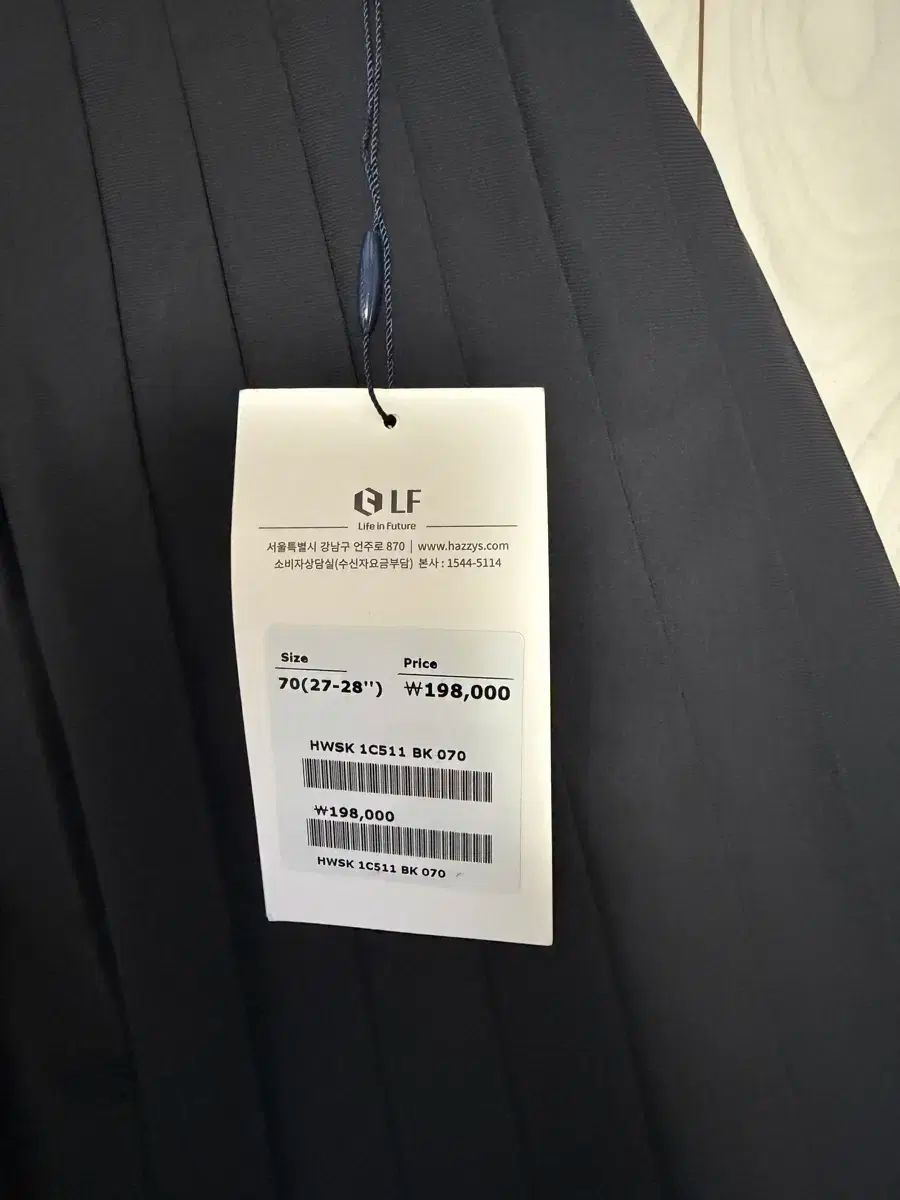 LF
Life in Future
서울특별시 강남구 언주로 870 | www.hazzys.com
소비자상담실(수신자요금부담) 본사 : 1544-5114
Size Price
70(27-28'') ₩198,000
HWSK 1C511 BK 070
₩198,000
HWSK 1C511 BK 070